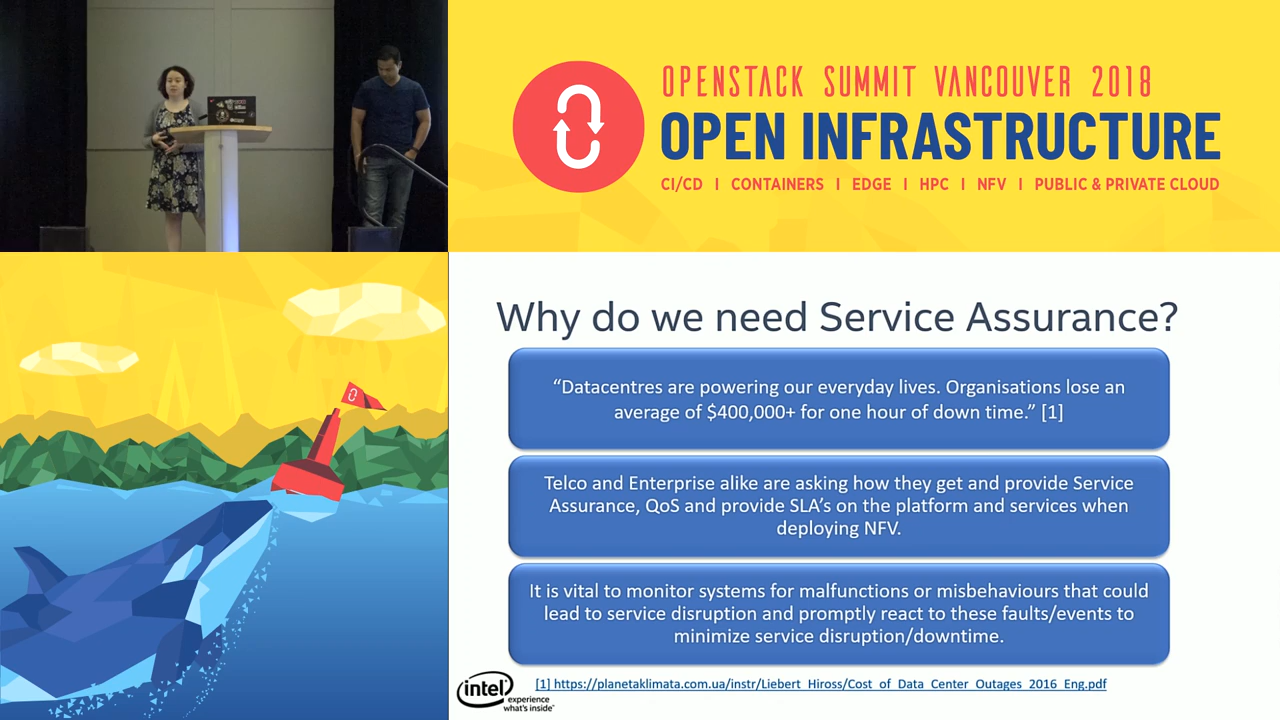 OPENSTACK SUMMIT VANCOUVER 2018
OPEN INFRASTRUCTURE
CI/CD I CONTAINERS I EDGE I HPC I NFV I PUBLIC & PRIVATE CLOUD
Why do we need Service Assurance?
“Datacentres are powering our everyday lives. Organisations lose an
average of $400,000+ for one hour of down time.” [1]
Telco and Enterprise alike are asking how they get and provide Service
Assurance, QoS and provide SLA’s on the platform and services when
deploying NFV.
It is vital to monitor systems for malfunctions or misbehaviours that could
lead to service disruption and promptly react to these faults/events to
minimize service disruption/downtime.
[1] https://planetaklimata.com.ua/instr/Liebert_Hiross/Cost_of_Data_Center_Outages_2016_Eng.pdf
intel
experience
what's inside™